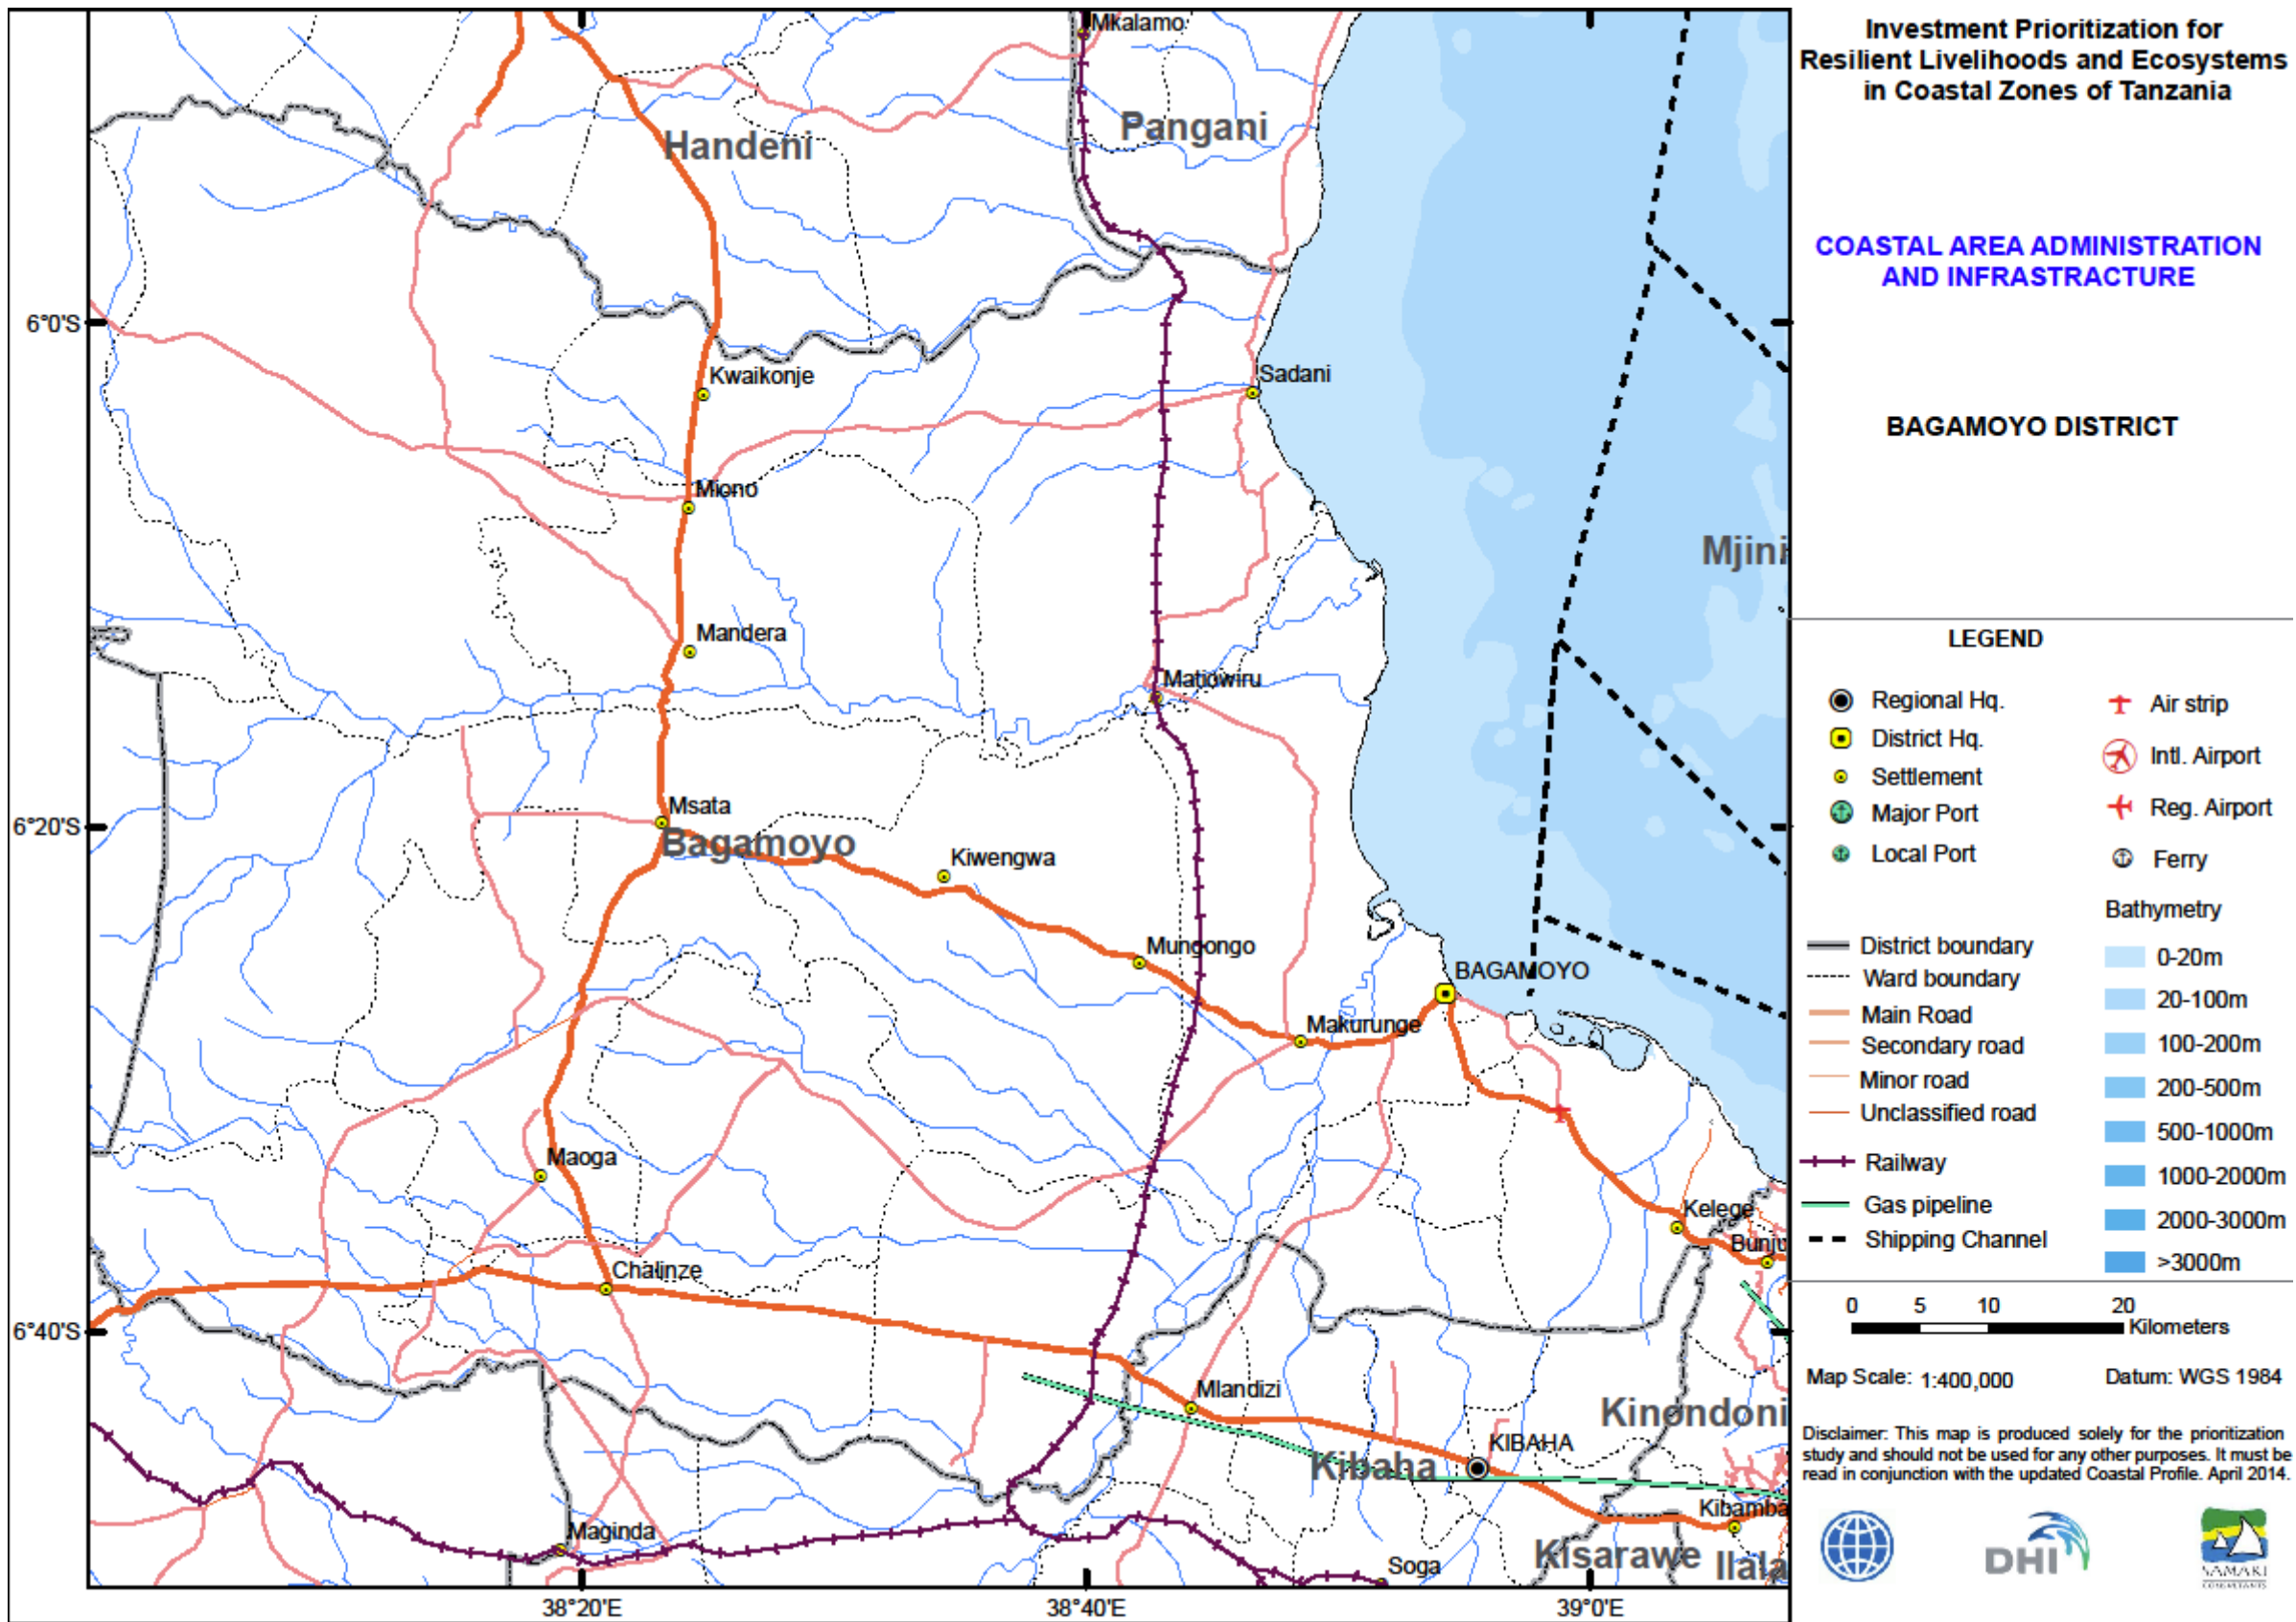 Investment Prioritization for
Resilient Livelihoods and Ecosystems
in Coastal Zones of Tanzania
COASTAL AREA ADMINISTRATION
AND INFRASTRACTURE
BAGAMOYO DISTRICT
Mkalamo
Pangani
Handeni
6°0'S
Kwaikonje
Sadani
Miono
Mjini
Mandera
Matiowiru
Msata
6°20'S
Bagamoyo
Kiwengwa
Mungongo
BAGAMOYO
Makurunge
Maoga
Kelege
Bunju
Chalinze
6°40'S
Mlandizi
Kinondoni
KIBAHA
Kibaha
Kibamba
Maginda
Soga
Kisarawe
Ilala
38°20'E
38°40'E
39°0'E
LEGEND
Regional Hq.
District Hq.
Settlement
Major Port
Local Port
Air strip
Intl. Airport
Reg. Airport
Ferry
District boundary
Ward boundary
Main Road
Secondary road
Minor road
Unclassified road
Railway
Gas pipeline
Shipping Channel
Bathymetry
0-20m
20-100m
100-200m
200-500m
500-1000m
1000-2000m
2000-3000m
>3000m
0 5 10 20
Kilometers
Map Scale: 1:400,000 Datum: WGS 1984
Disclaimer: This map is produced solely for the prioritization
study and should not be used for any other purposes. It must be
read in conjunction with the updated Coastal Profile. April 2014.
DHI
SAMAKI
CONSULTANTS